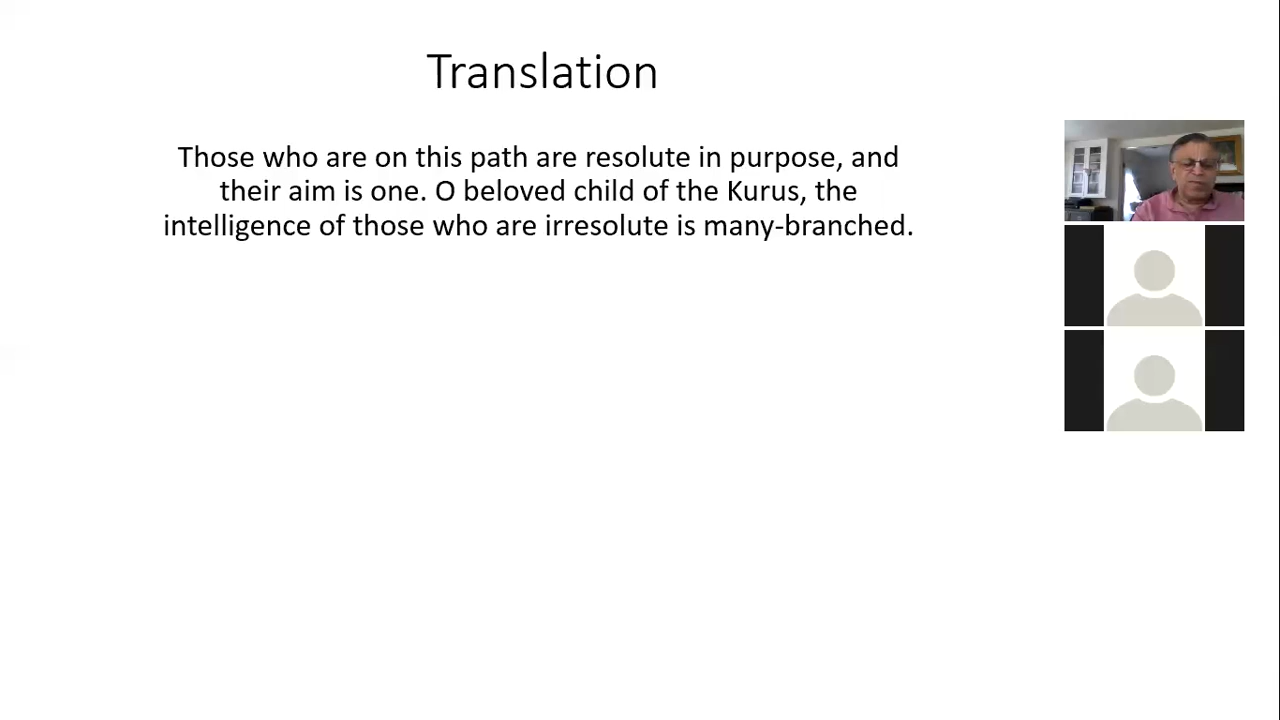 Translation
Those who are on this path are resolute in purpose, and
their aim is one. O beloved child of the Kurus, the
intelligence of those who are irresolute is many-branched.